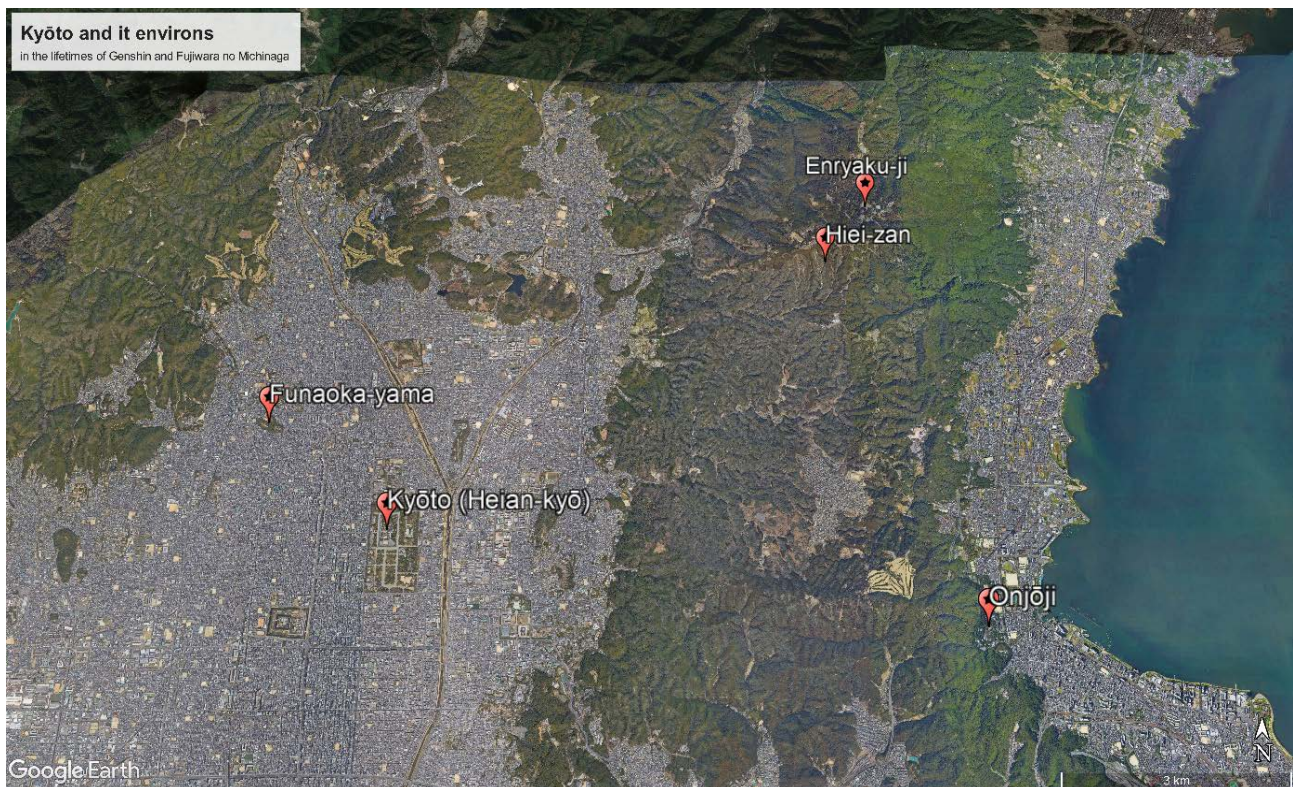 Kyōto and it environs
in the lifetimes of Genshin and Fujiwara no Michinaga
Enryaku-ji
Hiei-zan
Funaoka-yama
Kyōto (Heian-kyō)
Onjōji
Google Earth
N
3 km